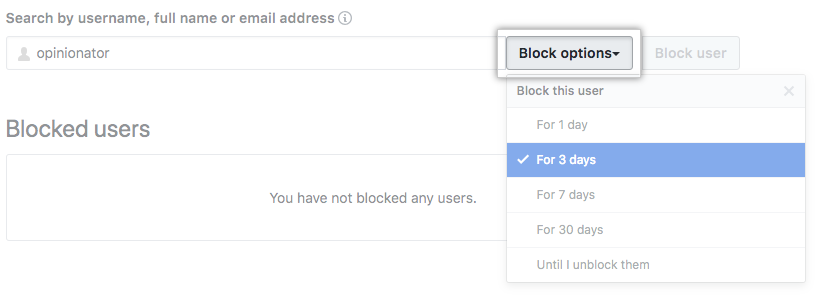 Search by username, full name or email address
opinionator
Block options
Block user
Block this user
For 1 day
Blocked users
For 3 days
You have not blocked any users.
For 7 days
For 30 days
Until I unblock them